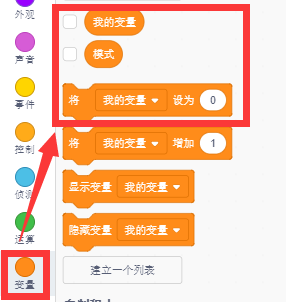 外观
我的变量
声音
模式
事件
将 我的变量 设为 0
控制
将 我的变量 增加 1
侦测
显示变量 我的变量
运算
隐藏变量 我的变量
变量
建立一个列表